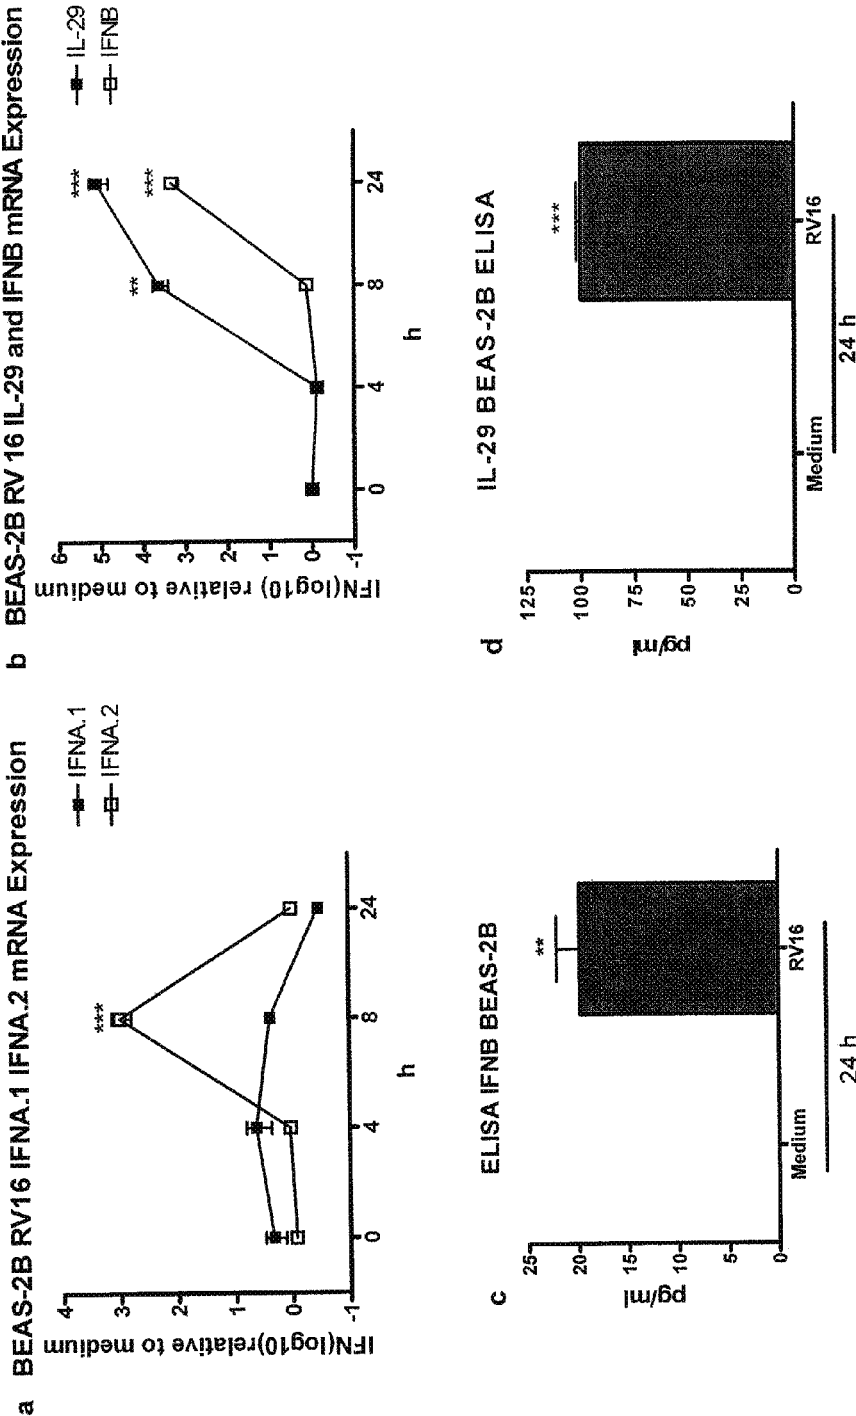 a BEAS-2B RV16 IFNA.1 IFNA.2 mRNA Expression
IFNA.1
IFNA.2
IFN(log10)relative to medium
4
3
2
1
0
-1
***
0 4 8 24
h
b BEAS-2B RV 16 IL-29 and IFNB mRNA Expression
IL-29
IFNB
IFN(log10) relative to medium
6
5
4
3
2
1
0
-1
**
***
***
0 4 8 24
h
c
ELISA IFNB BEAS-2B
pg/ml
25
20
15
10
5
0
**
Medium RV16
24 h
d
IL-29 BEAS-2B ELISA
pg/ml
125
100
75
50
25
0
***
Medium RV16
24 h